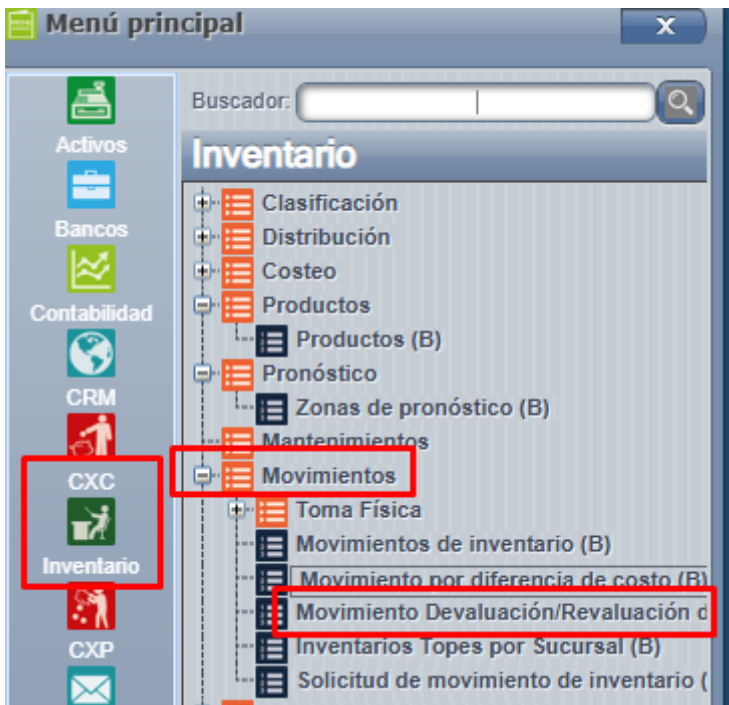 Menú principal
x
Activos
Bancos
Contabilidad
CRM
CXC
Inventario
CXP
Buscador:
Inventario
Clasificación
Distribución
Costeo
Productos
Productos (B)
Pronóstico
Zonas de pronóstico (B)
Mantenimientos
Movimientos
Toma Física
Movimientos de inventario (B)
Movimiento por diferencia de costo (B)
Movimiento Devaluación/Revaluación d
Inventarios Topes por Sucursal (B)
Solicitud de movimiento de inventario (